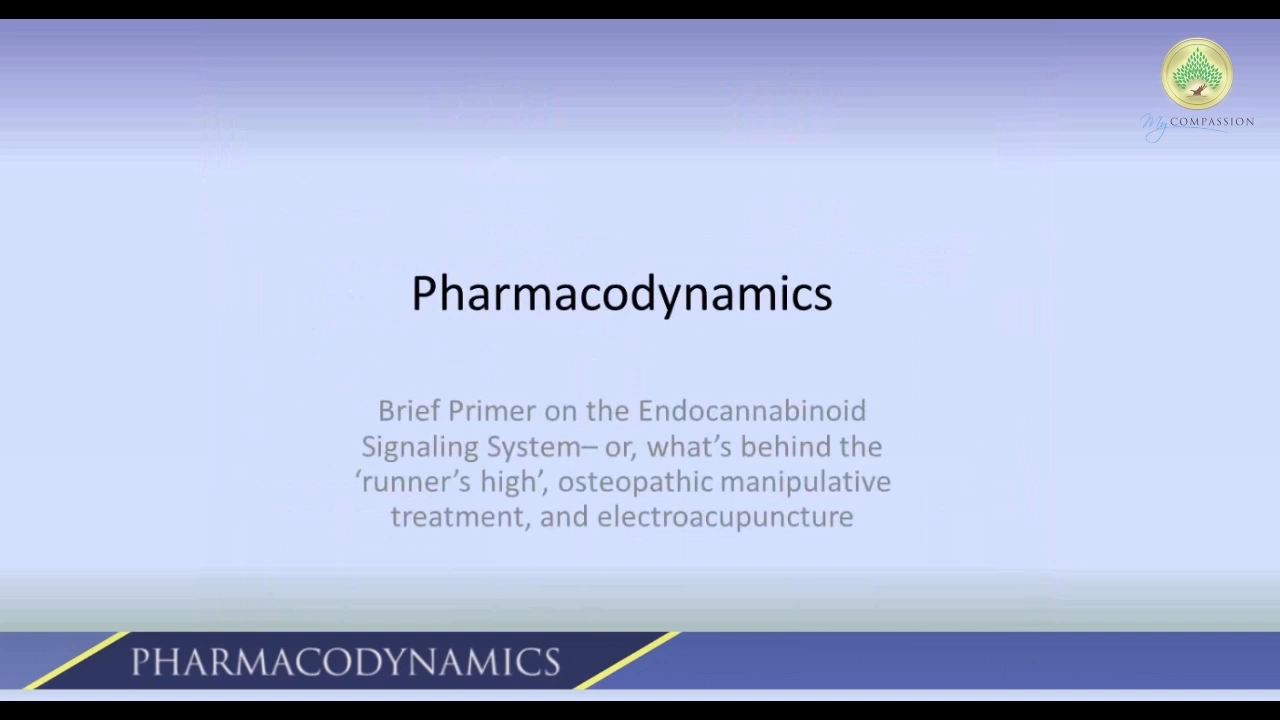 My COMPASSION
Pharmacodynamics
Brief Primer on the Endocannabinoid
Signaling System– or, what’s behind the
‘runner’s high’, osteopathic manipulative
treatment, and electroacupuncture
PHARMACODYNAMICS